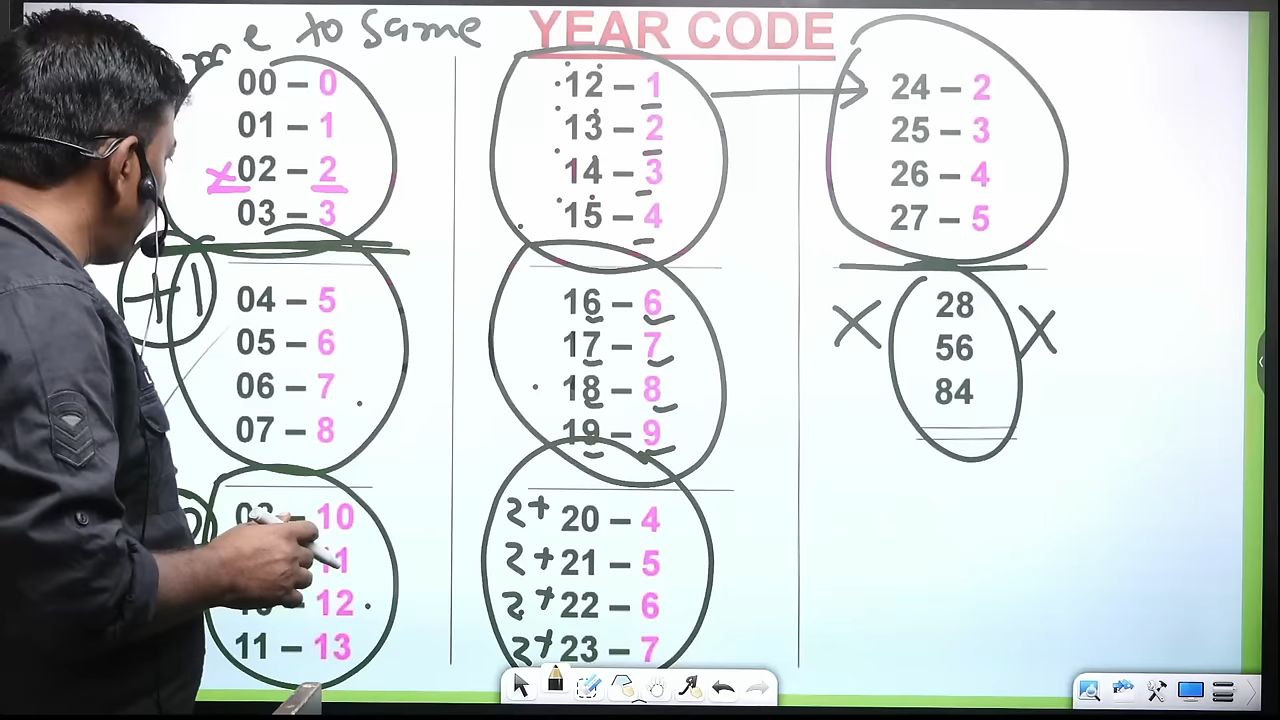 me to same
YEAR CODE
00 – 0
01 – 1
x 02 – 2
03 – 3
+1
04 – 5
05 – 6
06 – 7
07 – 8
– 10
11
– 12
11 – 13
12 – 1
13 – 2
14 – 3
15 – 4
16 – 6
17 – 7
18 – 8
19 – 9
2+ 20 – 4
2+ 21 – 5
2+ 22 – 6
2+ 23 – 7
24 – 2
25 – 3
26 – 4
27 – 5
X 28 X
56
84